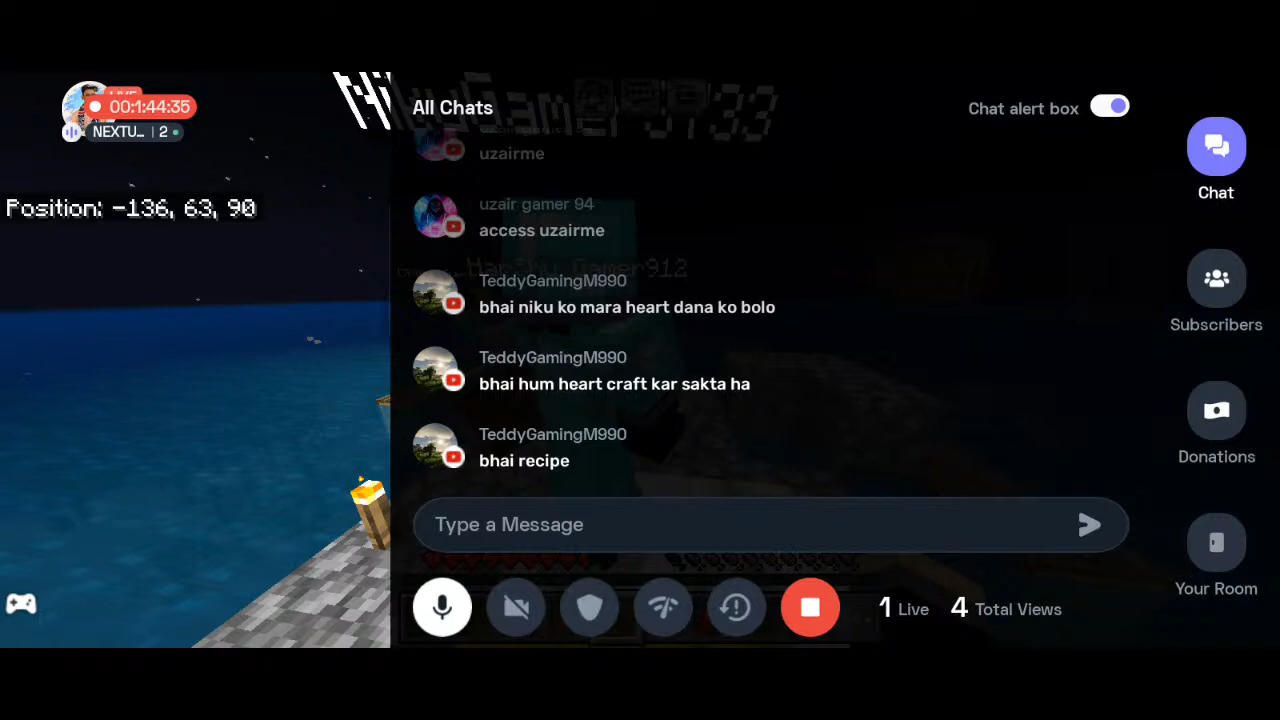 LIVE
00:1:44:35
NEXTU... | 2
Position: -136, 63, 90
All Chats
Chat alert box
uzairme
uzair gamer 94
access uzairme
TeddyGamingM990
bhai niku ko mara heart dana ko bolo
TeddyGamingM990
bhai hum heart craft kar sakta ha
TeddyGamingM990
bhai recipe
Type a Message
1 Live
4 Total Views
Chat
Subscribers
Donations
Your Room